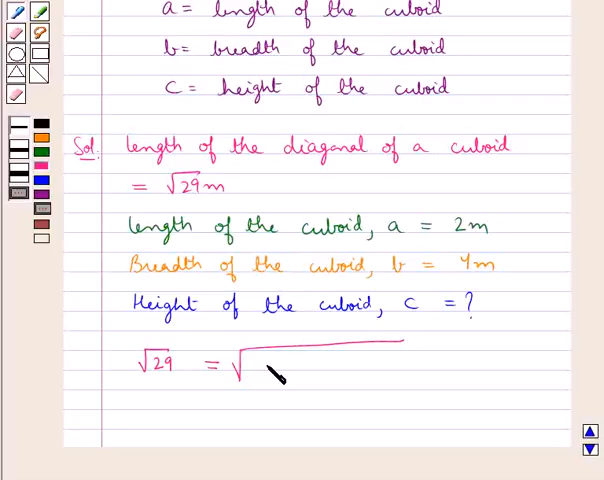 a = length of the cuboid
b = breadth of the cuboid
c = height of the cuboid
Sol. length of the diagonal of a cuboid
= √29m
length of the cuboid, a = 2m
Breadth of the cuboid, b = 4m
Height of the cuboid, c = ?
√29 = √